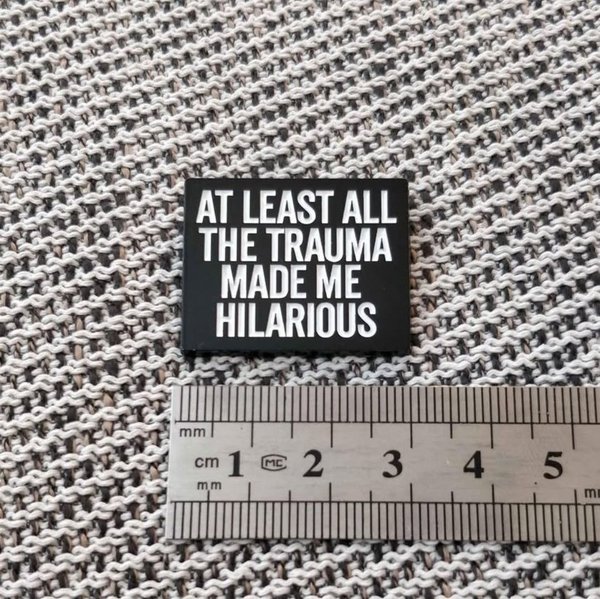 AT LEAST ALL
THE TRAUMA
MADE ME
HILARIOUS
mm
cm 1 MC 2 3 4 5
mm